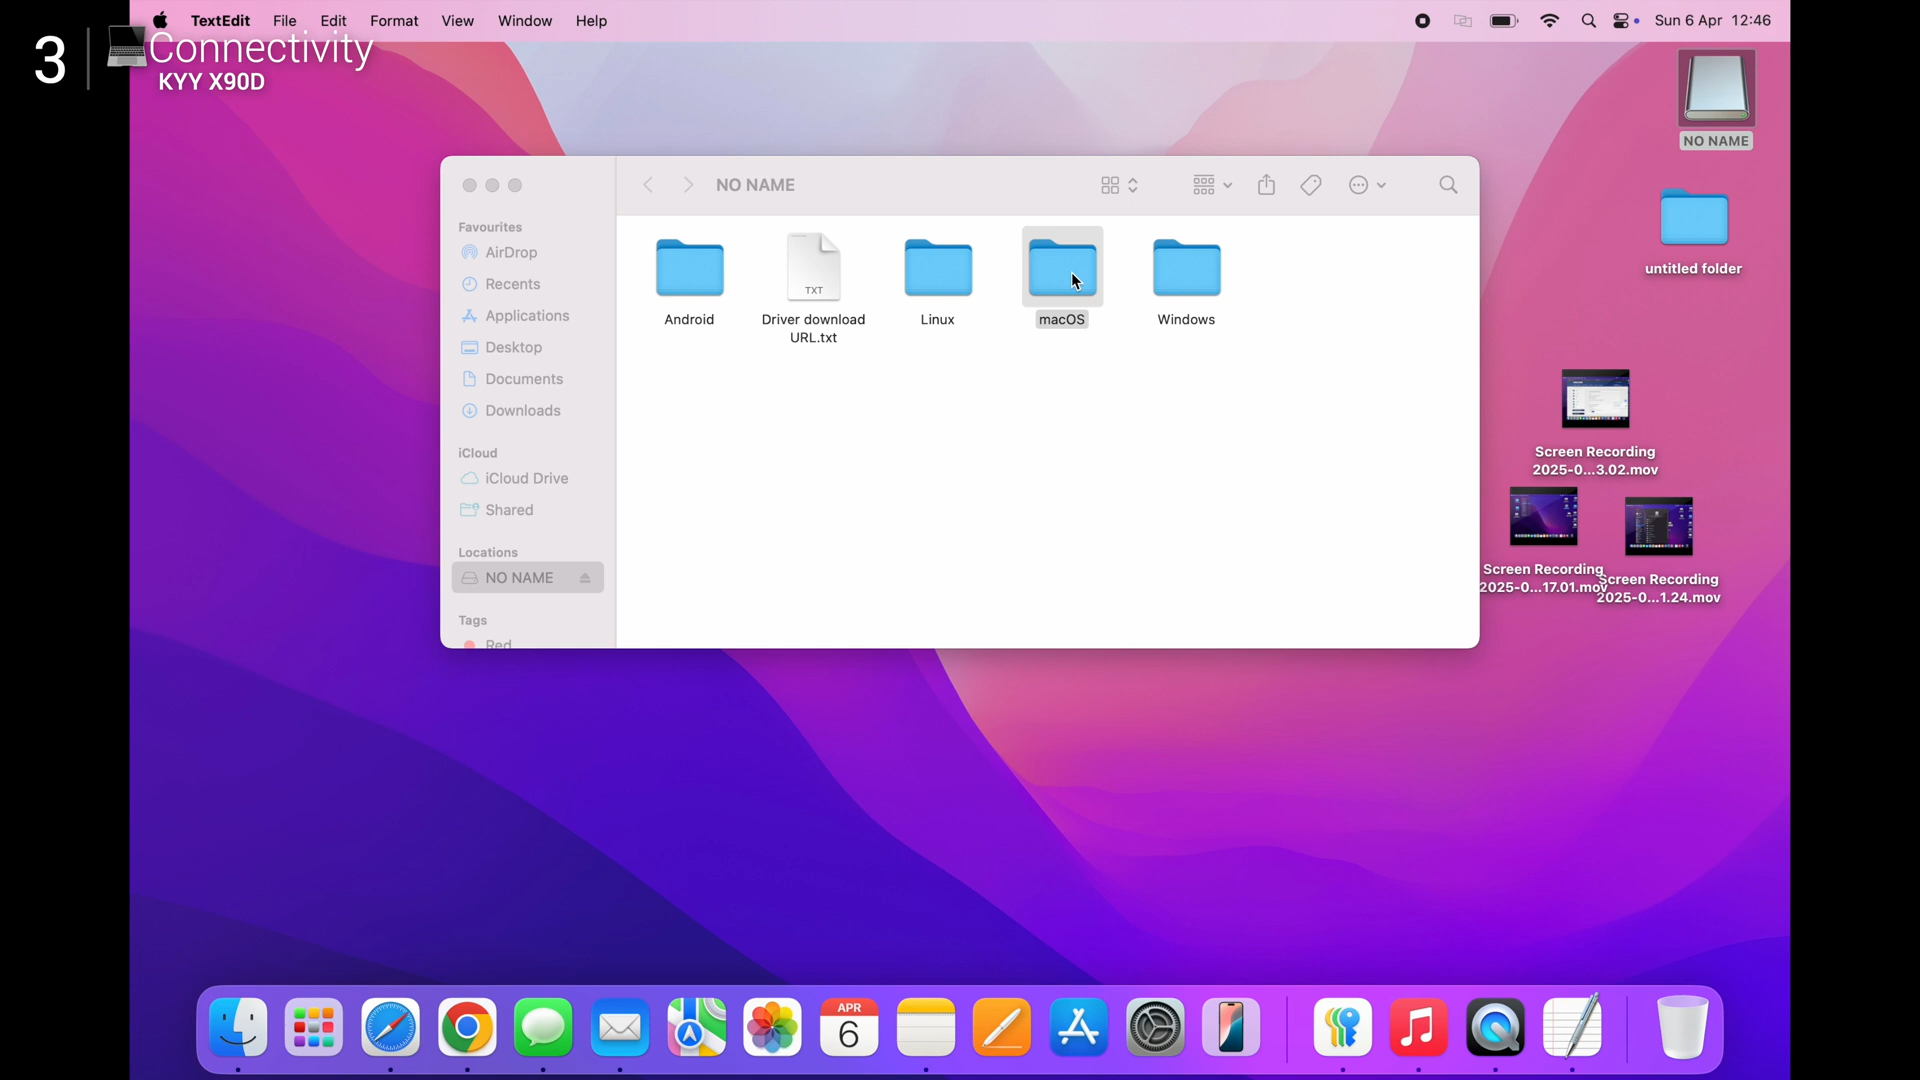 TextEdit File Edit Format View Window Help
Sun 6 Apr 12:46
3
Connectivity
KYY X90D
NO NAME
untitled folder
Screen Recording
2025-0...3.02.mov
Screen Recording
2025-0...17.01.mov
Screen Recording
2025-0...1.24.mov
NO NAME
Favourites
AirDrop
Recents
Applications
Desktop
Documents
Downloads
iCloud
iCloud Drive
Shared
Locations
NO NAME
Tags
Red
Android
TXT
Driver download
URL.txt
Linux
macOS
Windows
APR
6